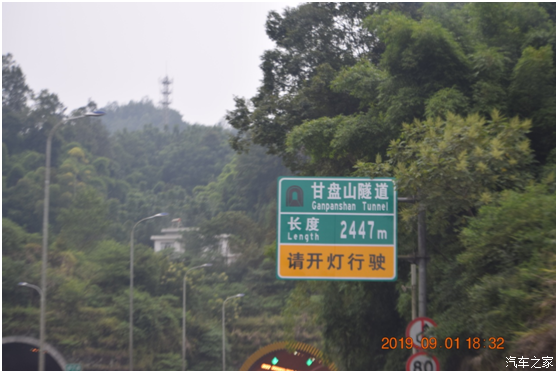 甘盘山隧道
Ganpanshan Tunnel
长度 2447m
Length
请开灯行驶
80
2019.09.01 18 32
汽车之家